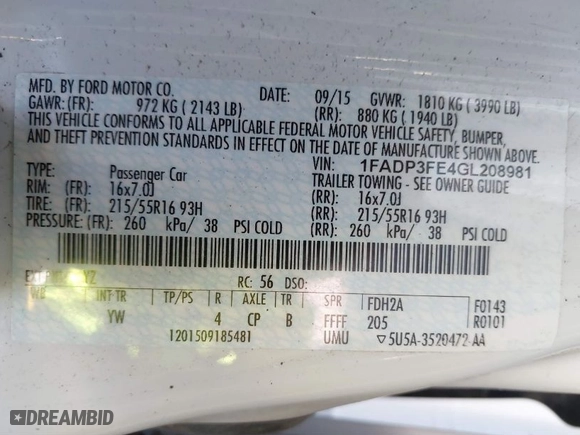 MFD. BY FORD MOTOR CO. DATE: 09/15 GVWR: 1810 KG (3990 LB)
GAWR: (FR): 972 KG (2143 LB) (RR): 880 KG (1940 LB)
THIS VEHICLE CONFORMS TO ALL APPLICABLE FEDERAL MOTOR VEHICLE SAFETY, BUMPER,
AND THEFT PREVENTION STANDARDS IN EFFECT ON THE DATE OF MANUFACTURE SHOWN ABOVE
VIN: 1FADP3FE4GL208981
TYPE: Passenger Car TRAILER TOWING - SEE OWNER GUIDE
RIM: (FR): 16x7.0J (RR): 16x7.0J
TIRE: (FR): 215/55R16 93H (RR): 215/55R16 93H
PRESSURE: (FR): 260 kPa/ 38 PSI COLD (RR): 260 kPa/ 38 PSI COLD
YZ RC: 56 DSO:
WB INT TR TP/PS R AXLE TR SPR FDH2A F0143
YW 4 CP B FFFF 205 R0101
1201509185481 UMU ▽5U5A-3520472-AA
DREAMBID